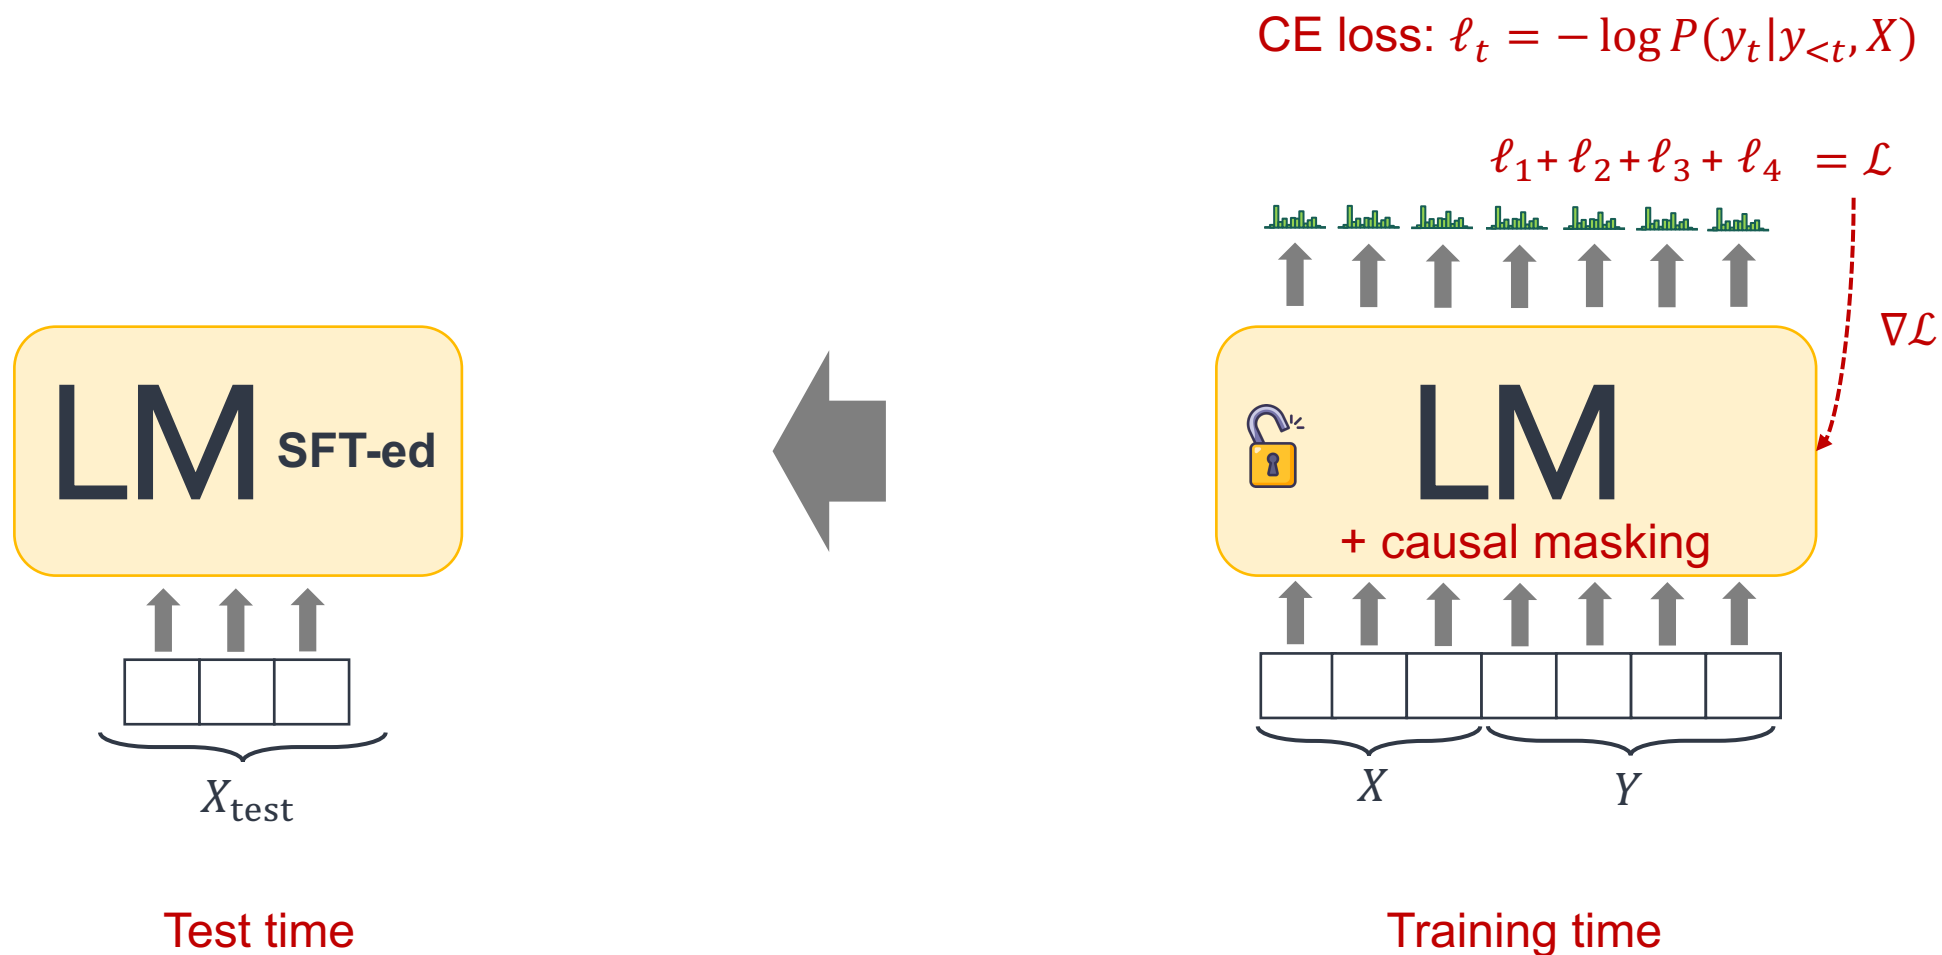 CE loss: ℓ_t = − log P(y_t|y_{<t}, X)
ℓ_1 + ℓ_2 + ℓ_3 + ℓ_4 = ℒ
∇ℒ
LM SFT-ed
LM
+ causal masking
X_test
X
Y
Test time
Training time